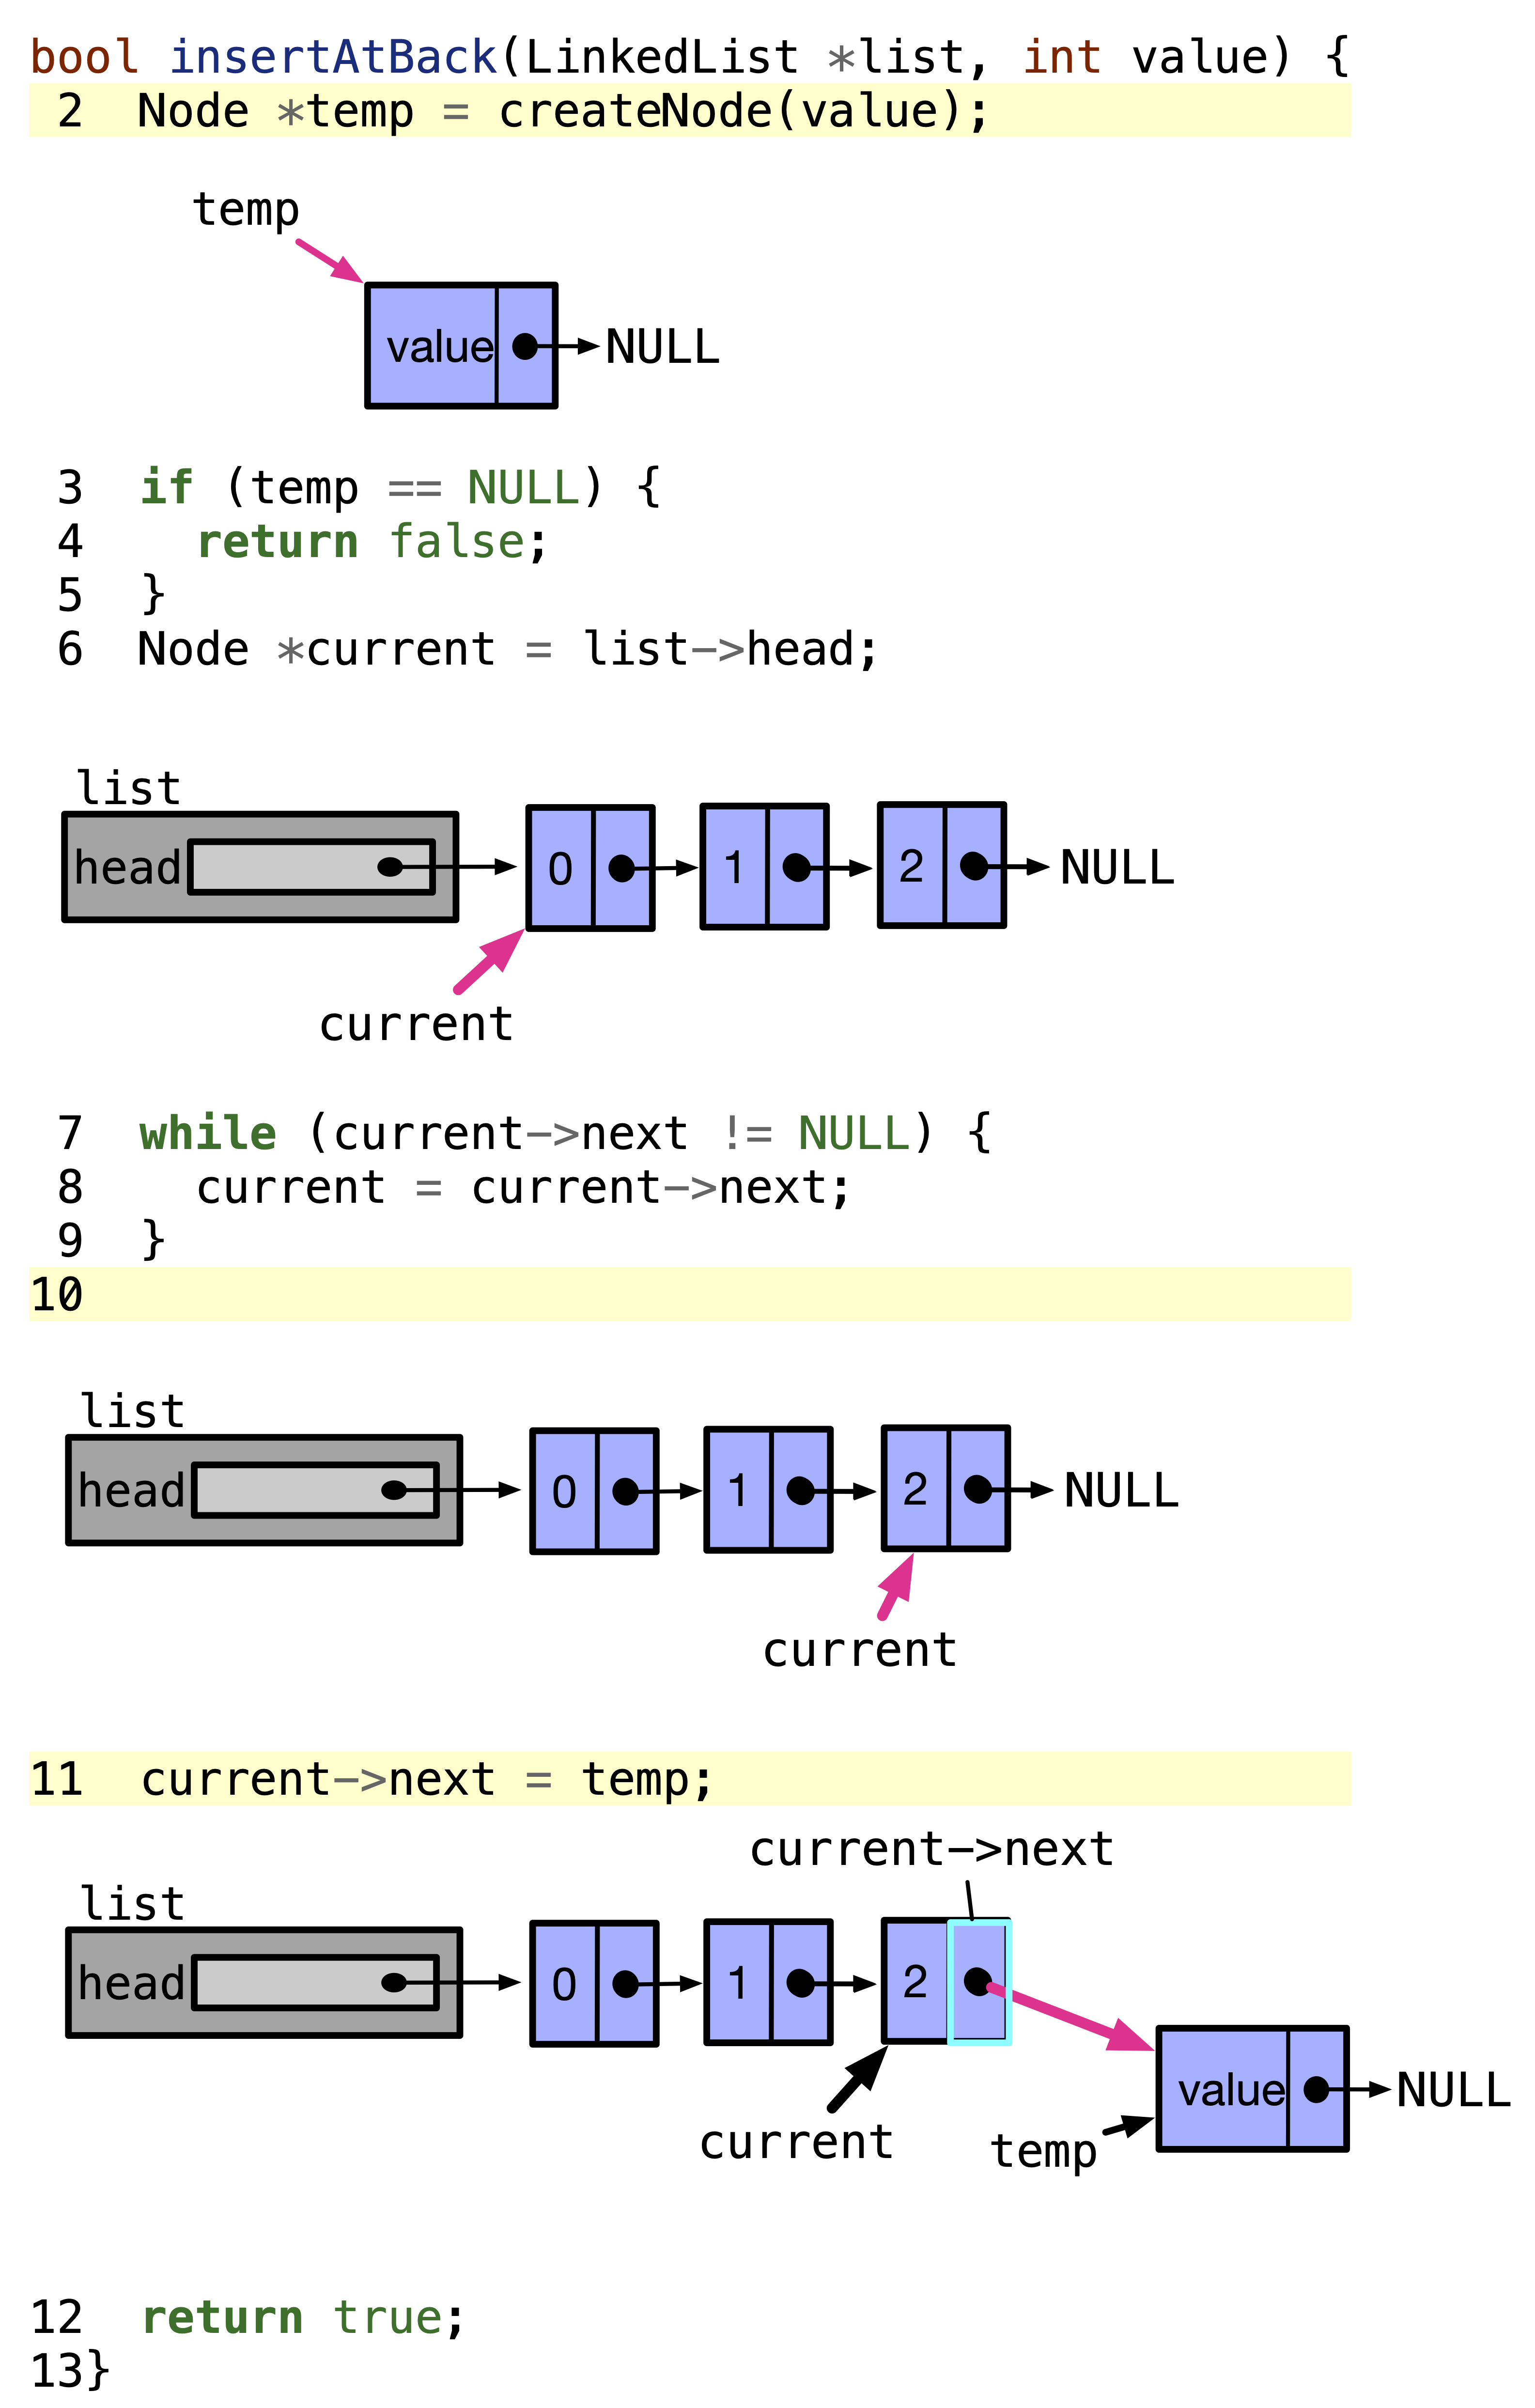 bool insertAtBack(LinkedList *list, int value) {
2 Node *temp = createNode(value);
temp
value NULL
3 if (temp == NULL) {
4 return false;
5 }
6 Node *current = list->head;
list
head 0 1 2 NULL
current
7 while (current->next != NULL) {
8 current = current->next;
9 }
10
list
head 0 1 2 NULL
current
11 current->next = temp;
current->next
list
head 0 1 2
value NULL
current
temp
12 return true;
13}